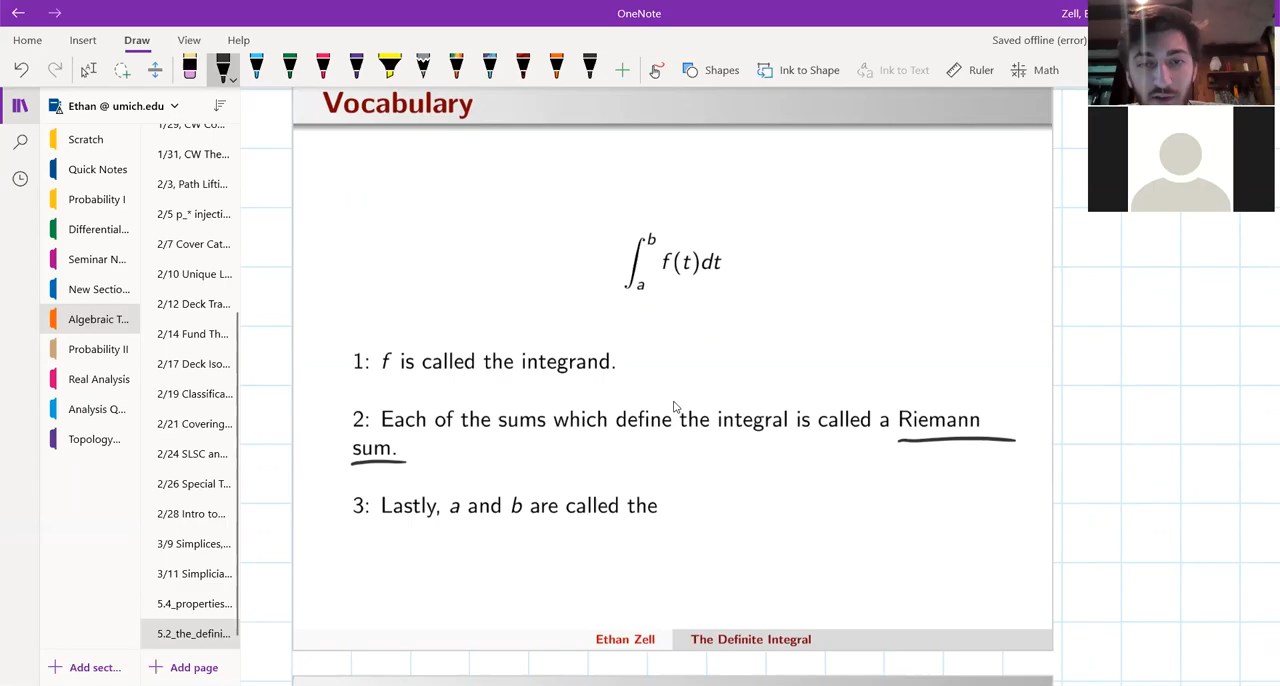 OneNote
Zell, E
Home Insert Draw View Help
Saved offline (error)
Shapes Ink to Shape Ink to Text Ruler Math
Ethan @ umich.edu
Scratch
Quick Notes
Probability I
Differential...
Seminar N...
New Sectio...
Algebraic T...
Probability II
Real Analysis
Analysis Q...
Topology...
Add sect...
1/29, CW Co...
1/31, CW The...
2/3, Path Lifti...
2/5 p_* injecti...
2/7 Cover Cat...
2/10 Unique L...
2/12 Deck Tra...
2/14 Fund Th...
2/17 Deck Iso...
2/19 Classifica...
2/21 Covering...
2/24 SLSC an...
2/26 Special T...
2/28 Intro to...
3/9 Simplices,...
3/11 Simplicia...
5.4_properties...
5.2_the_defini...
Add page
Vocabulary
∫_a^b f(t)dt
1: f is called the integrand.
2: Each of the sums which define the integral is called a Riemann
sum.
3: Lastly, a and b are called the
Ethan Zell The Definite Integral